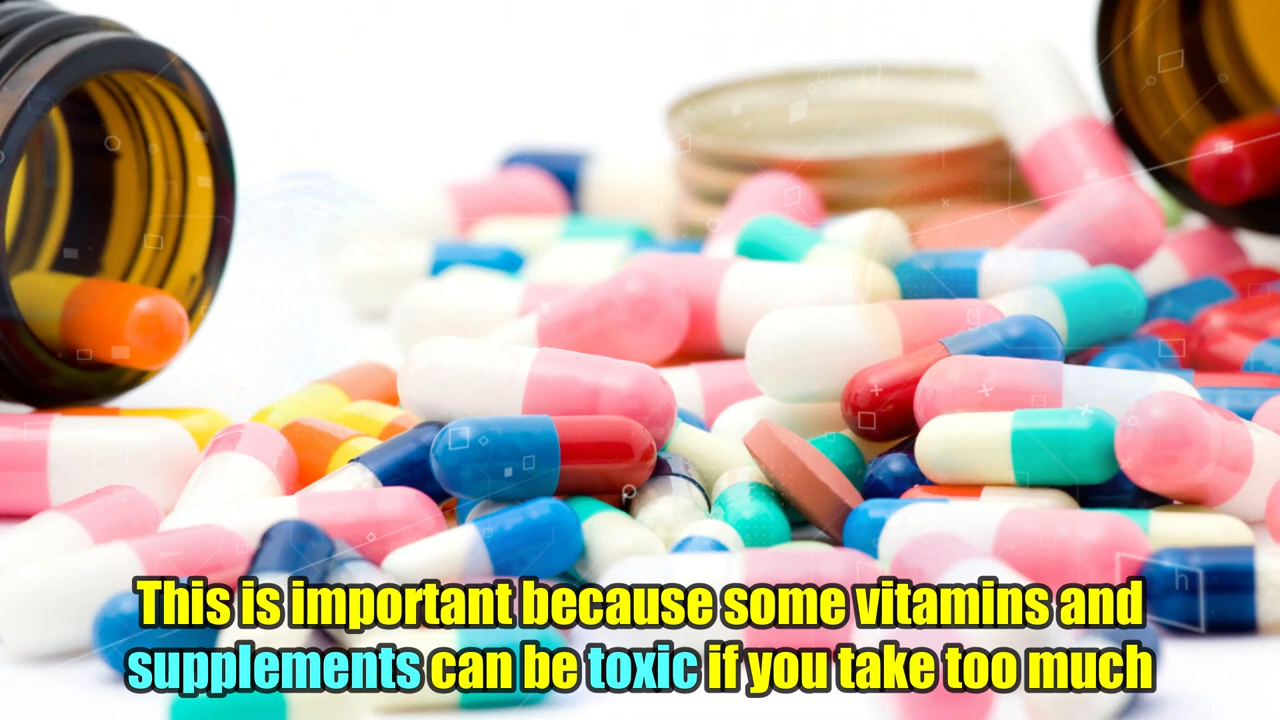 This is important because some vitamins and
supplements can be toxic if you take too much